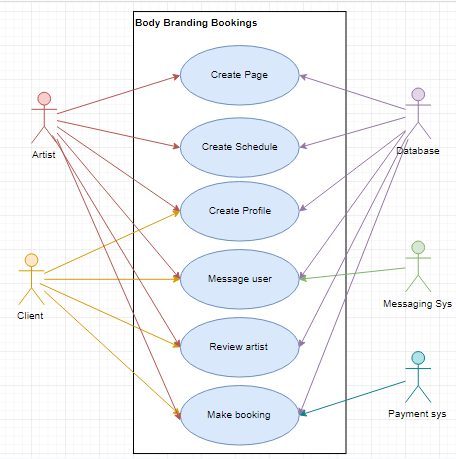 Body Branding Bookings
Create Page
Artist
Create Schedule
Database
Create Profile
Message user
Client
Messaging Sys
Review artist
Make booking
Payment sys